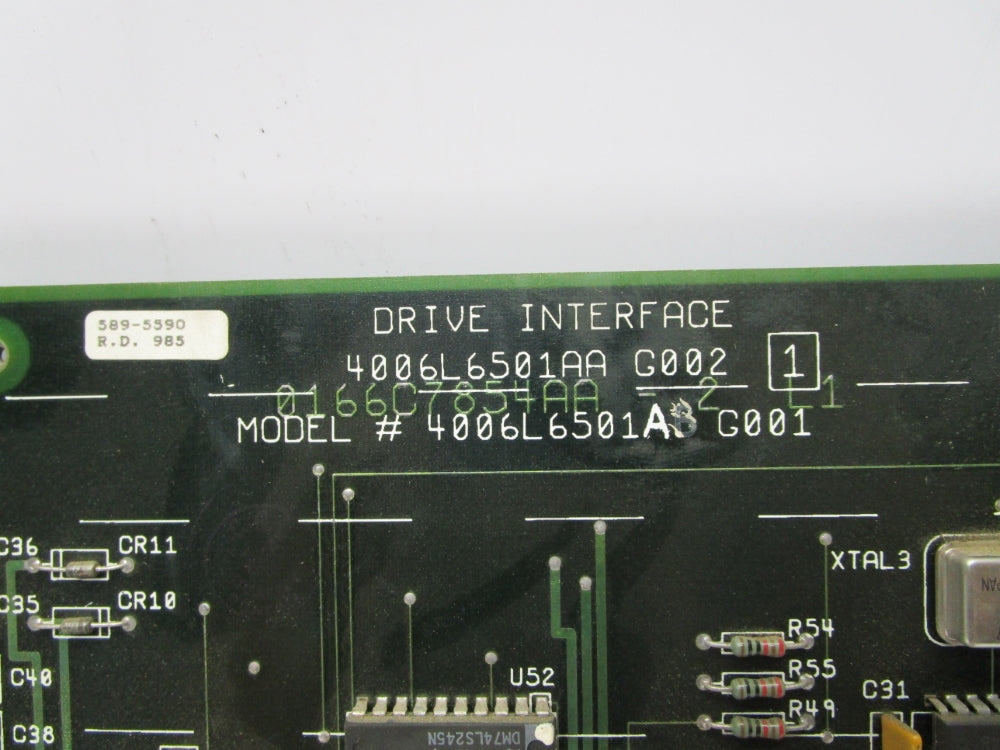 DRIVE INTERFACE
589-5590
R.D. 985
4006L6501AA G002 1
0166C7854AA - 2 L1
MODEL # 4006L6501AB G001
C36 CR11
XTAL3
C35 CR10
R54
R55
C40
U52
C31
R49
C38
DM74LS245N